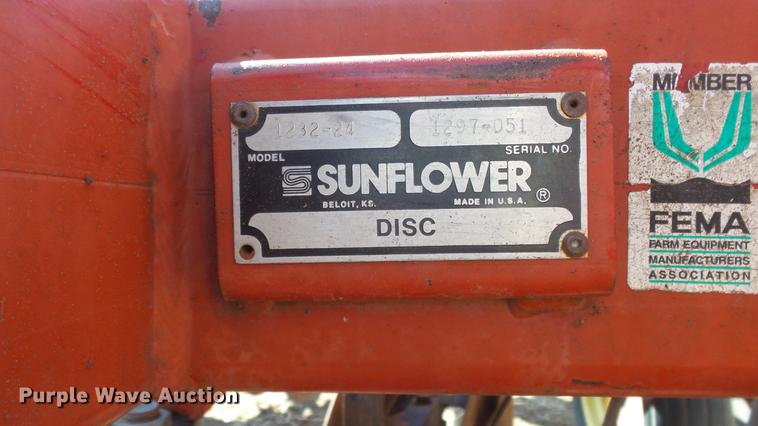 1232-24
1297-051
MODEL
SERIAL NO.
SUNFLOWER ®
BELOIT, KS.
MADE IN U.S.A.
DISC
MEMBER
FEMA
FARM EQUIPMENT
MANUFACTURERS
ASSOCIATION
Purple Wave Auction